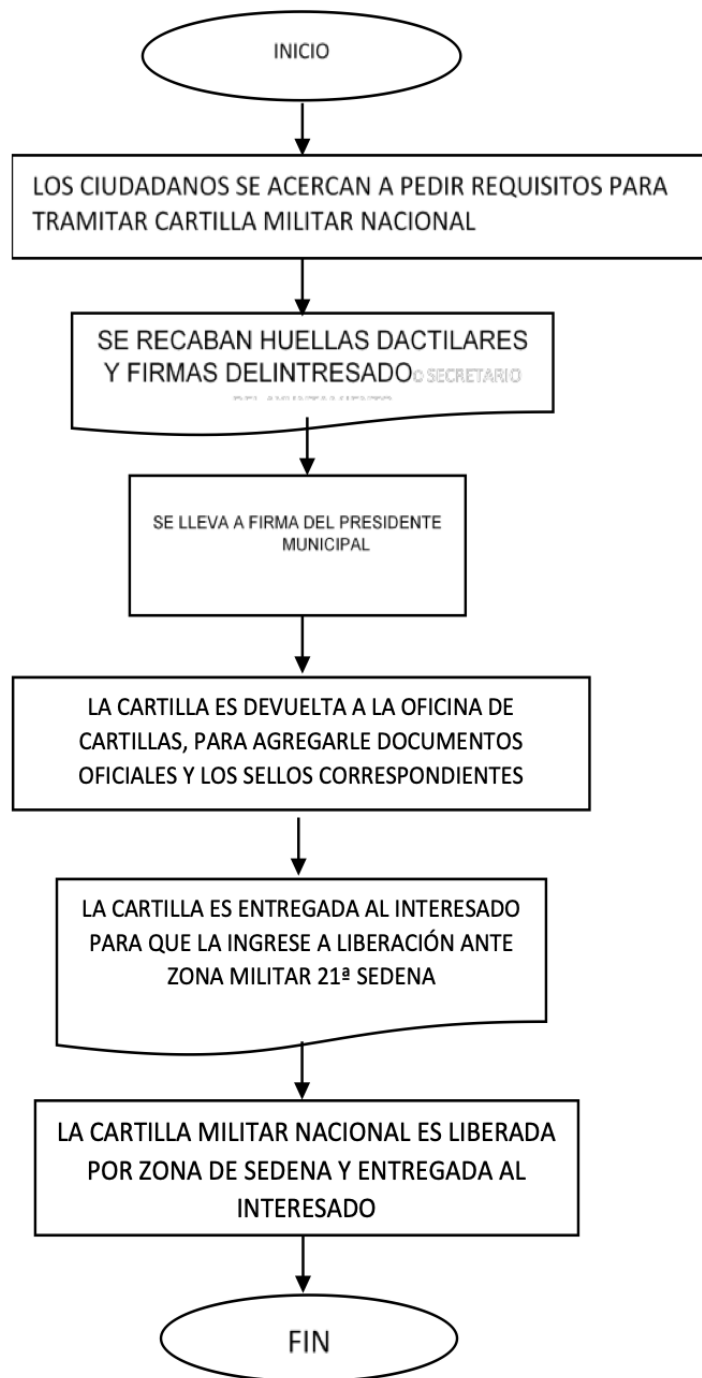 INICIO
LOS CIUDADANOS SE ACERCAN A PEDIR REQUISITOS PARA
TRAMITAR CARTILLA MILITAR NACIONAL
SE RECABAN HUELLAS DACTILARES
Y FIRMAS DELINTRESADO O SECRETARIO
SE LLEVA A FIRMA DEL PRESIDENTE
MUNICIPAL
LA CARTILLA ES DEVUELTA A LA OFICINA DE
CARTILLAS, PARA AGREGARLE DOCUMENTOS
OFICIALES Y LOS SELLOS CORRESPONDIENTES
LA CARTILLA ES ENTREGADA AL INTERESADO
PARA QUE LA INGRESE A LIBERACIÓN ANTE
ZONA MILITAR 21ª SEDENA
LA CARTILLA MILITAR NACIONAL ES LIBERADA
POR ZONA DE SEDENA Y ENTREGADA AL
INTERESADO
FIN